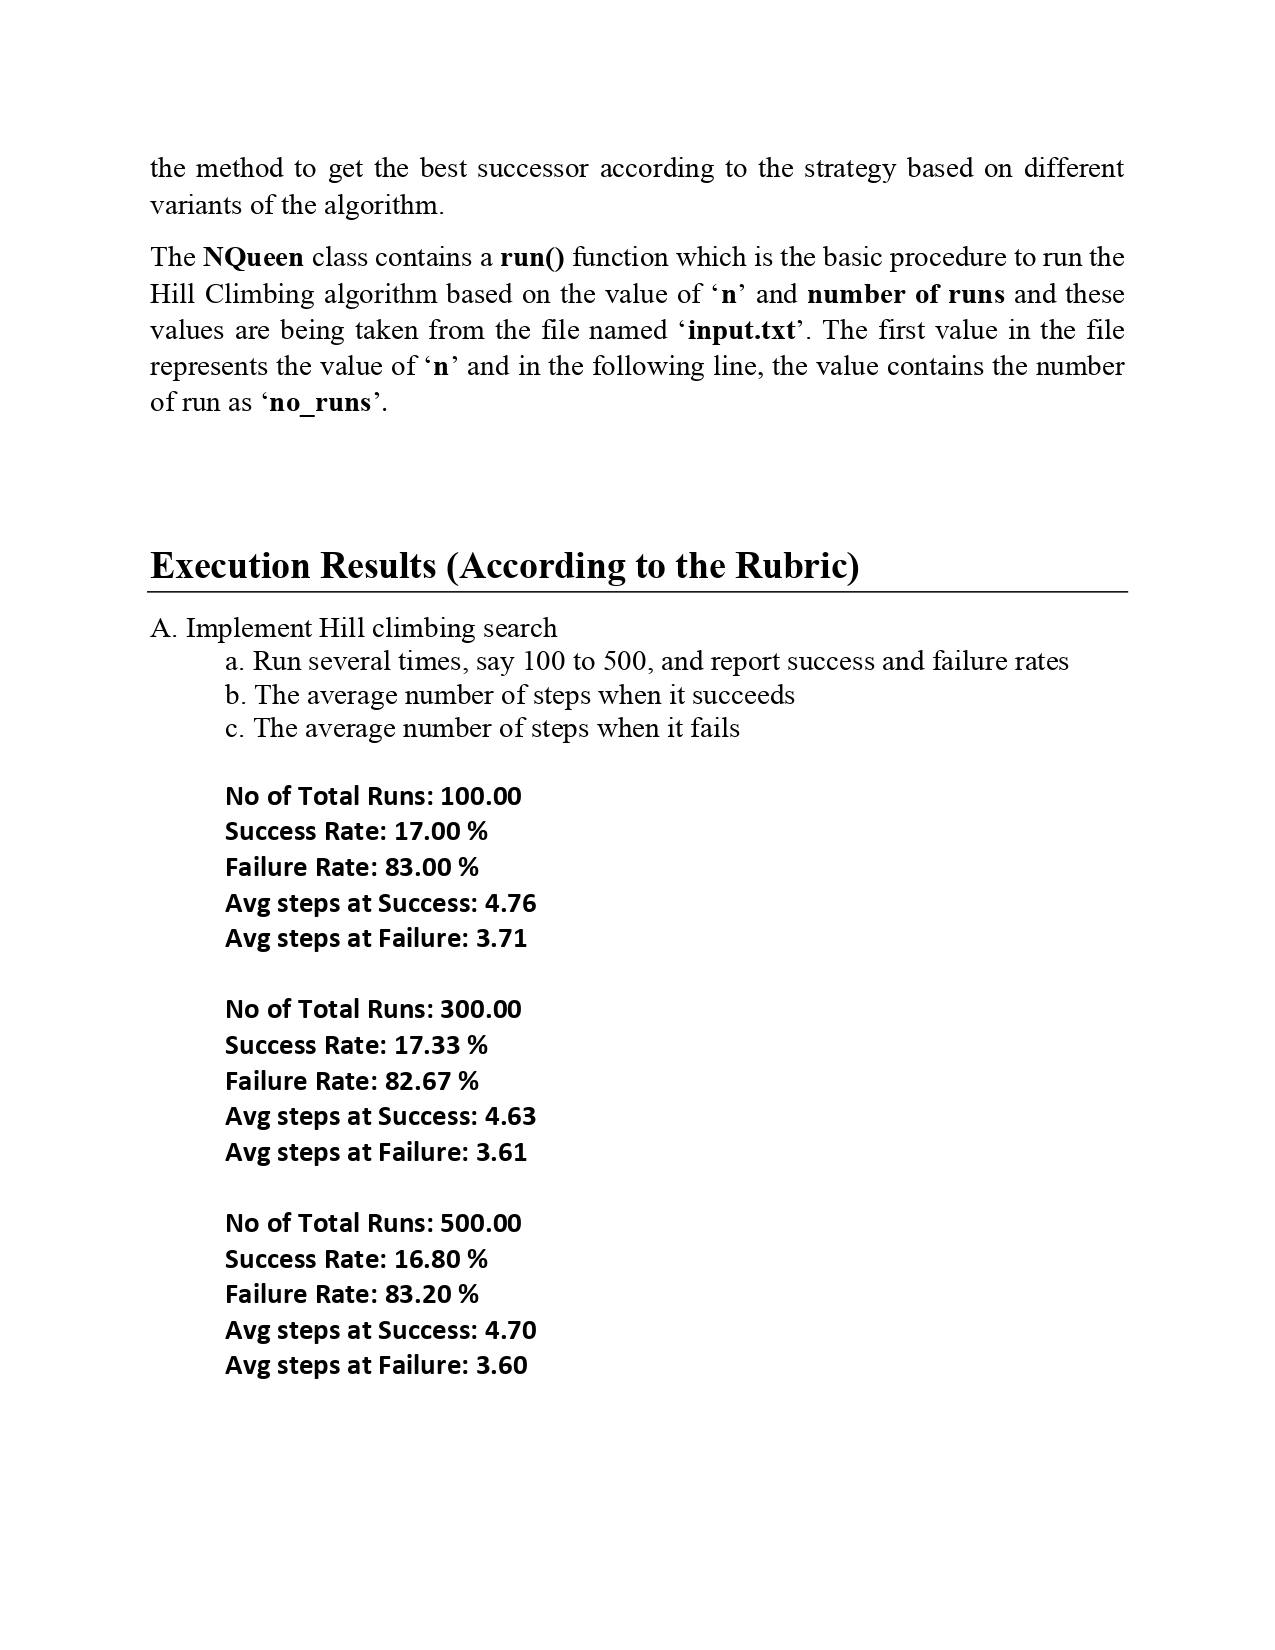 the method to get the best successor according to the strategy based on different
variants of the algorithm.
The NQueen class contains a run() function which is the basic procedure to run the
Hill Climbing algorithm based on the value of ‘n’ and number of runs and these
values are being taken from the file named ‘input.txt’. The first value in the file
represents the value of ‘n’ and in the following line, the value contains the number
of run as ‘no_runs’.
Execution Results (According to the Rubric)
A. Implement Hill climbing search
a. Run several times, say 100 to 500, and report success and failure rates
b. The average number of steps when it succeeds
c. The average number of steps when it fails
No of Total Runs: 100.00
Success Rate: 17.00 %
Failure Rate: 83.00 %
Avg steps at Success: 4.76
Avg steps at Failure: 3.71
No of Total Runs: 300.00
Success Rate: 17.33 %
Failure Rate: 82.67 %
Avg steps at Success: 4.63
Avg steps at Failure: 3.61
No of Total Runs: 500.00
Success Rate: 16.80 %
Failure Rate: 83.20 %
Avg steps at Success: 4.70
Avg steps at Failure: 3.60